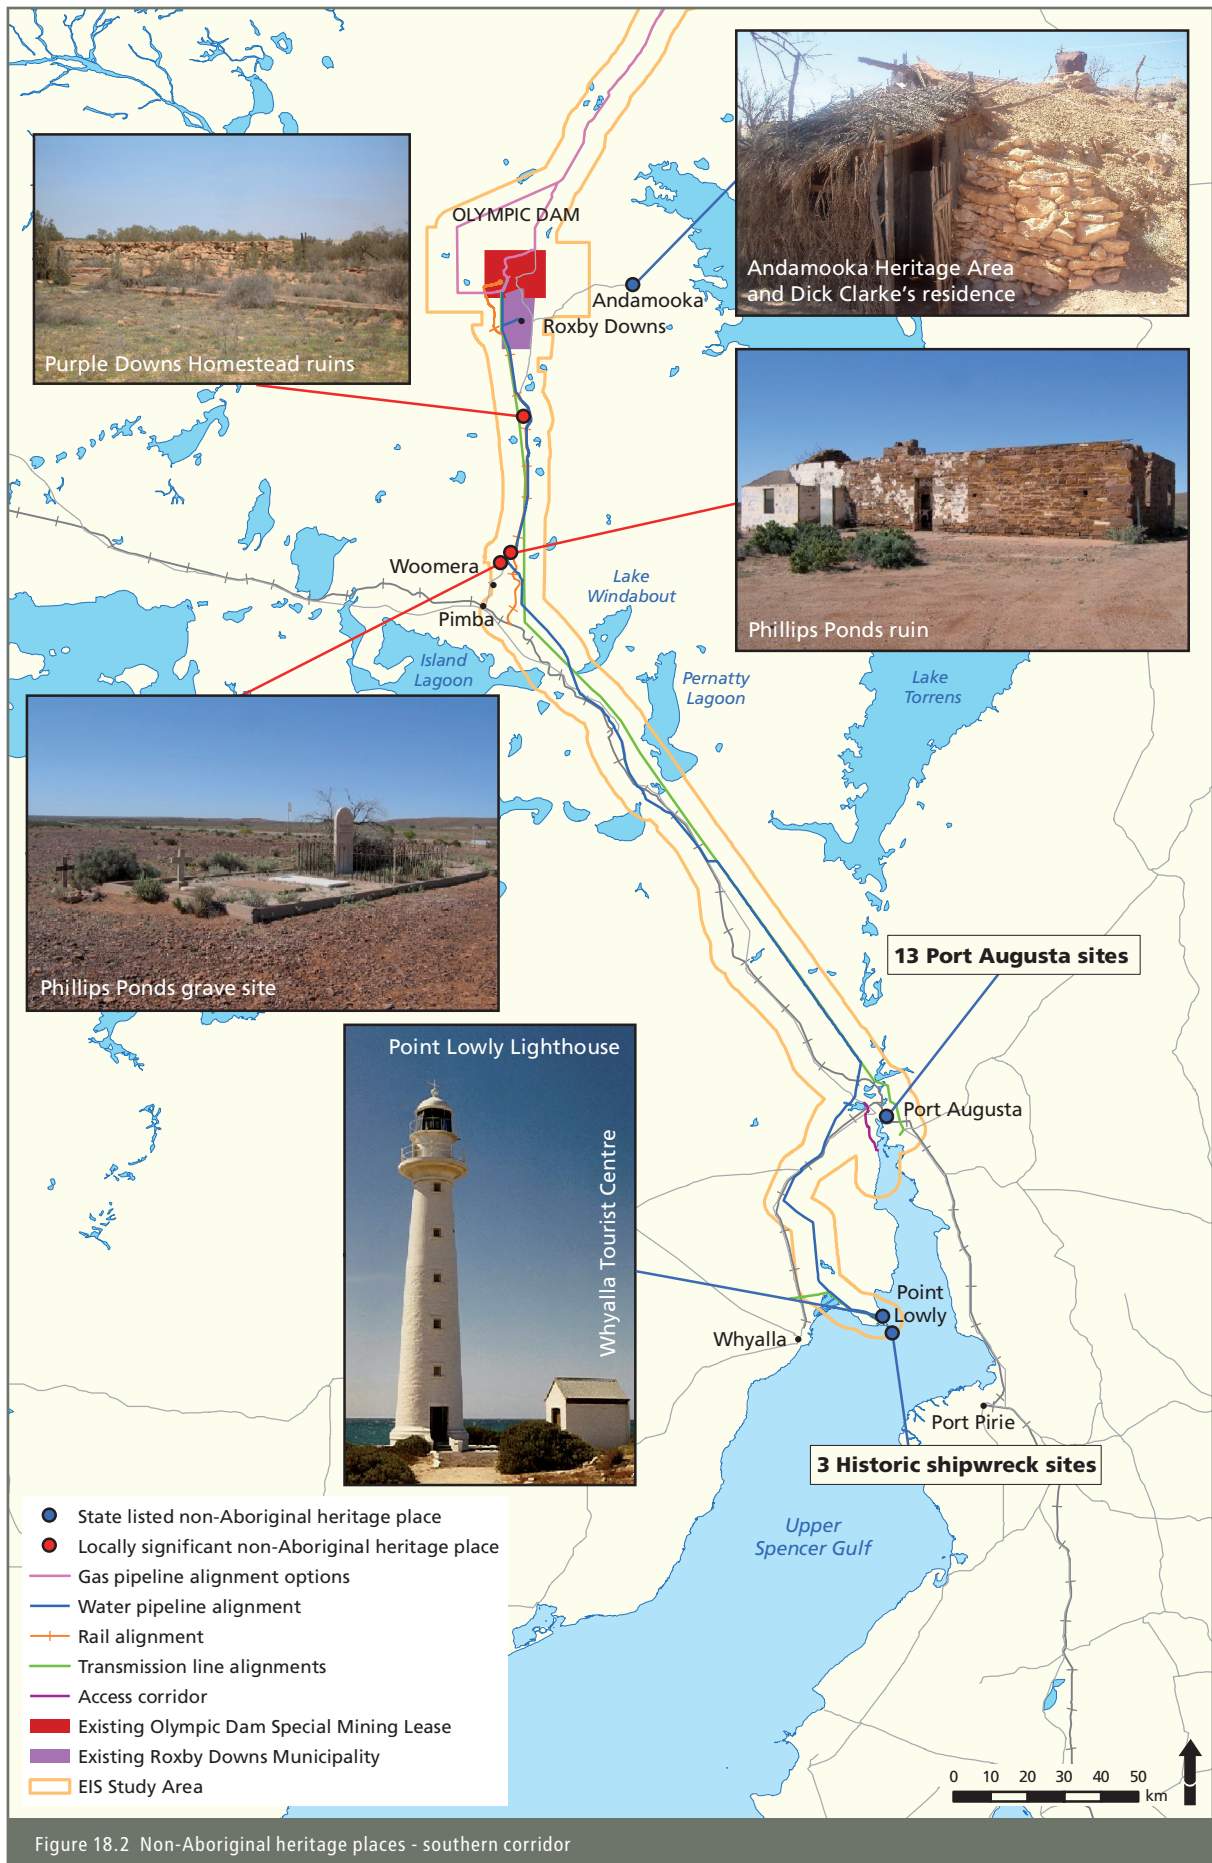 OLYMPIC DAM
Andamooka Heritage Area
and Dick Clarke's residence
Andamooka
Roxby Downs
Purple Downs Homestead ruins
Phillips Ponds ruin
Woomera
Pimba
Lake
Windabout
Island
Lagoon
Pernatty
Lagoon
Lake
Torrens
Phillips Ponds grave site
13 Port Augusta sites
Port Augusta
Point Lowly Lighthouse
Whyalla Tourist Centre
Point
Lowly
Whyalla
Port Pirie
3 Historic shipwreck sites
Upper
Spencer Gulf
State listed non-Aboriginal heritage place
Locally significant non-Aboriginal heritage place
Gas pipeline alignment options
Water pipeline alignment
Rail alignment
Transmission line alignments
Access corridor
Existing Olympic Dam Special Mining Lease
Existing Roxby Downs Municipality
EIS Study Area
0 10 20 30 40 50
km
Figure 18.2 Non-Aboriginal heritage places - southern corridor